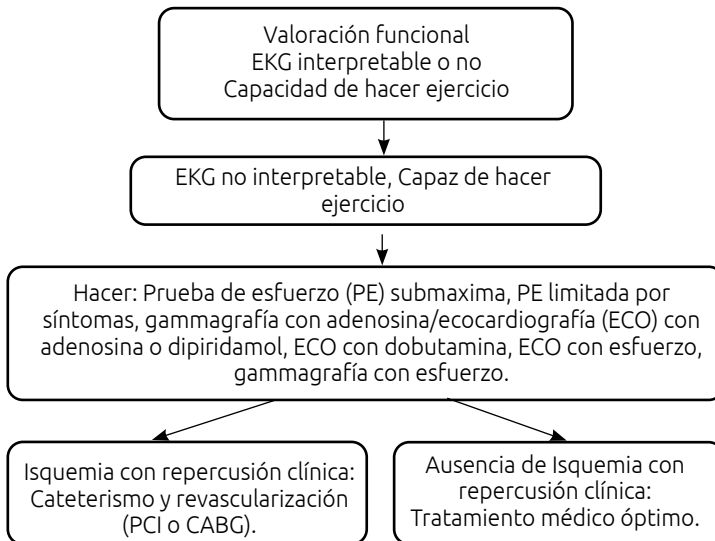 Valoración funcional
EKG interpretable o no
Capacidad de hacer ejercicio
EKG no interpretable, Capaz de hacer
ejercicio
Hacer: Prueba de esfuerzo (PE) submaxima, PE limitada por
síntomas, gammagrafía con adenosina/ecocardiografía (ECO) con
adenosina o dipiridamol, ECO con dobutamina, ECO con esfuerzo,
gammagrafía con esfuerzo.
Isquemia con repercusión clínica:
Cateterismo y revascularización
(PCI o CABG).
Ausencia de Isquemia con
repercusión clínica:
Tratamiento médico óptimo.